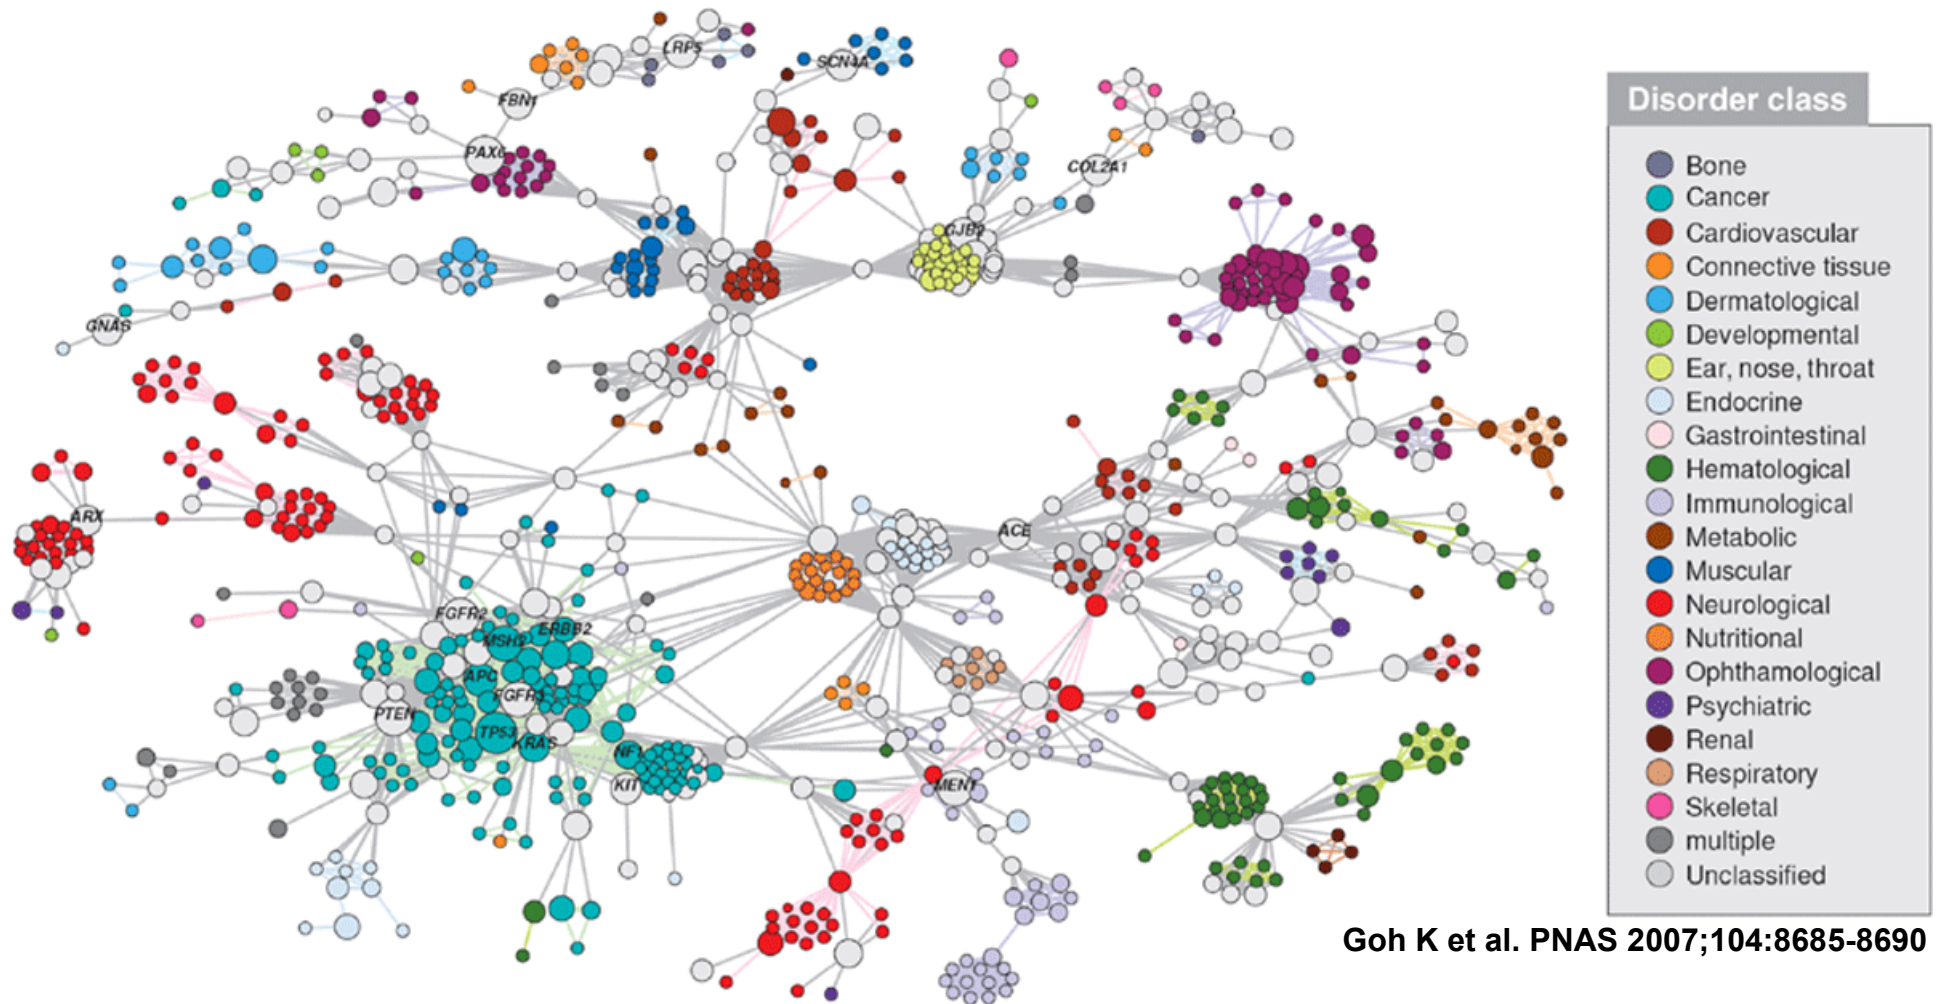 LRP5
SCN4A
FBN1
PAX6
COL2A1
GJB2
GNAS
ARX
ACE
FGFR2
ERBB2
MSH2
APC
FGFR3
PTEN
TP53
KRAS
NF1
KIT
MEN1
Disorder class
Bone
Cancer
Cardiovascular
Connective tissue
Dermatological
Developmental
Ear, nose, throat
Endocrine
Gastrointestinal
Hematological
Immunological
Metabolic
Muscular
Neurological
Nutritional
Ophthamological
Psychiatric
Renal
Respiratory
Skeletal
multiple
Unclassified
Goh K et al. PNAS 2007;104:8685-8690